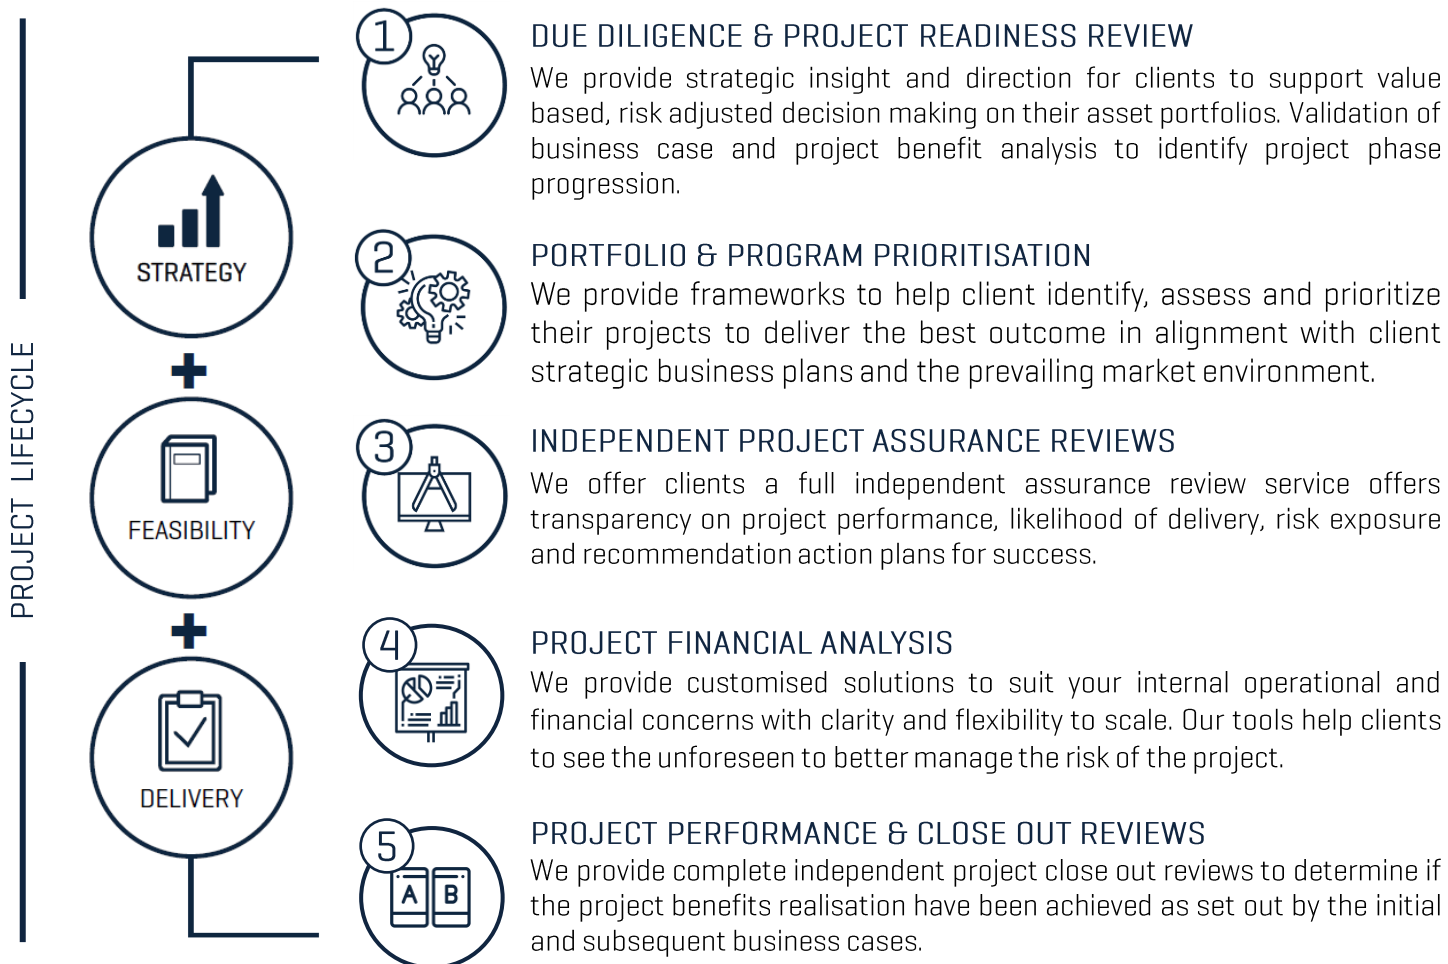 PROJECT LIFECYCLE
STRATEGY
FEASIBILITY
DELIVERY
1
DUE DILIGENCE & PROJECT READINESS REVIEW
We provide strategic insight and direction for clients to support value
based, risk adjusted decision making on their asset portfolios. Validation of
business case and project benefit analysis to identify project phase
progression.
2
PORTFOLIO & PROGRAM PRIORITISATION
We provide frameworks to help client identify, assess and prioritize
their projects to deliver the best outcome in alignment with client
strategic business plans and the prevailing market environment.
3
INDEPENDENT PROJECT ASSURANCE REVIEWS
We offer clients a full independent assurance review service offers
transparency on project performance, likelihood of delivery, risk exposure
and recommendation action plans for success.
4
PROJECT FINANCIAL ANALYSIS
We provide customised solutions to suit your internal operational and
financial concerns with clarity and flexibility to scale. Our tools help clients
to see the unforeseen to better manage the risk of the project.
5
A B
PROJECT PERFORMANCE & CLOSE OUT REVIEWS
We provide complete independent project close out reviews to determine if
the project benefits realisation have been achieved as set out by the initial
and subsequent business cases.